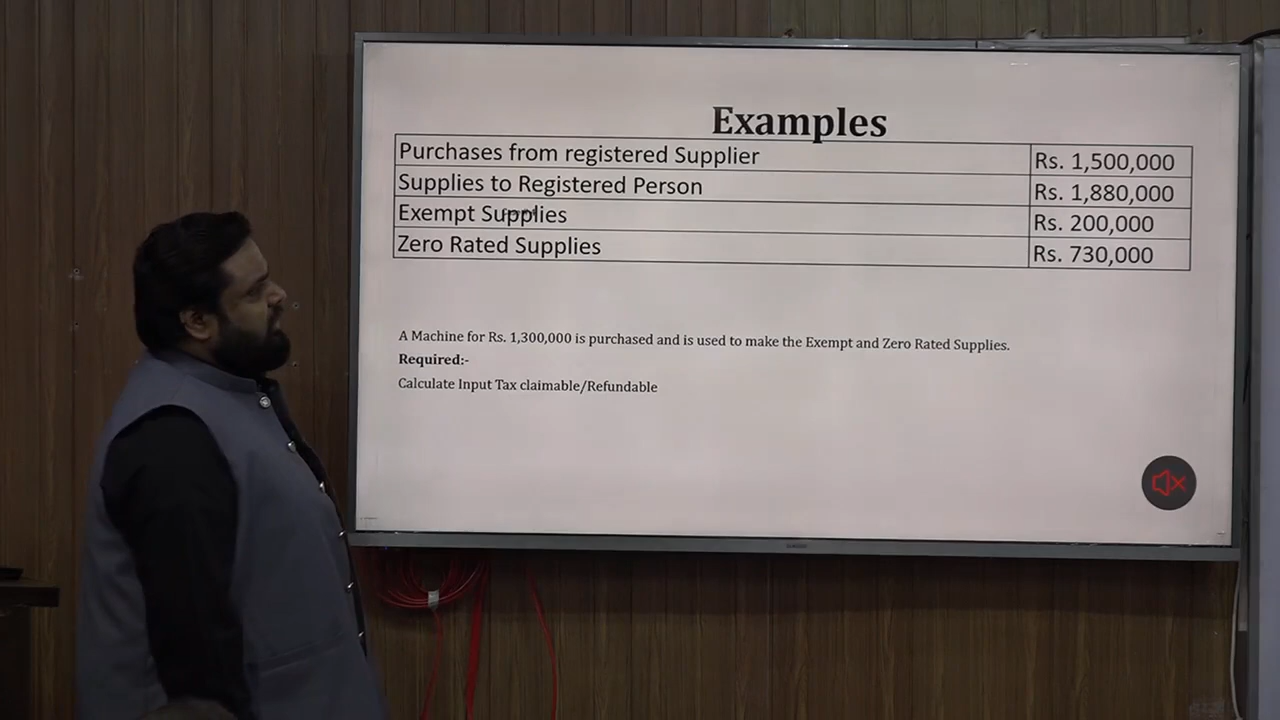 Examples
Purchases from registered Supplier Rs. 1,500,000
Supplies to Registered Person Rs. 1,880,000
Exempt Supplies Rs. 200,000
Zero Rated Supplies Rs. 730,000
A Machine for Rs. 1,300,000 is purchased and is used to make the Exempt and Zero Rated Supplies.
Required:-
Calculate Input Tax claimable/Refundable